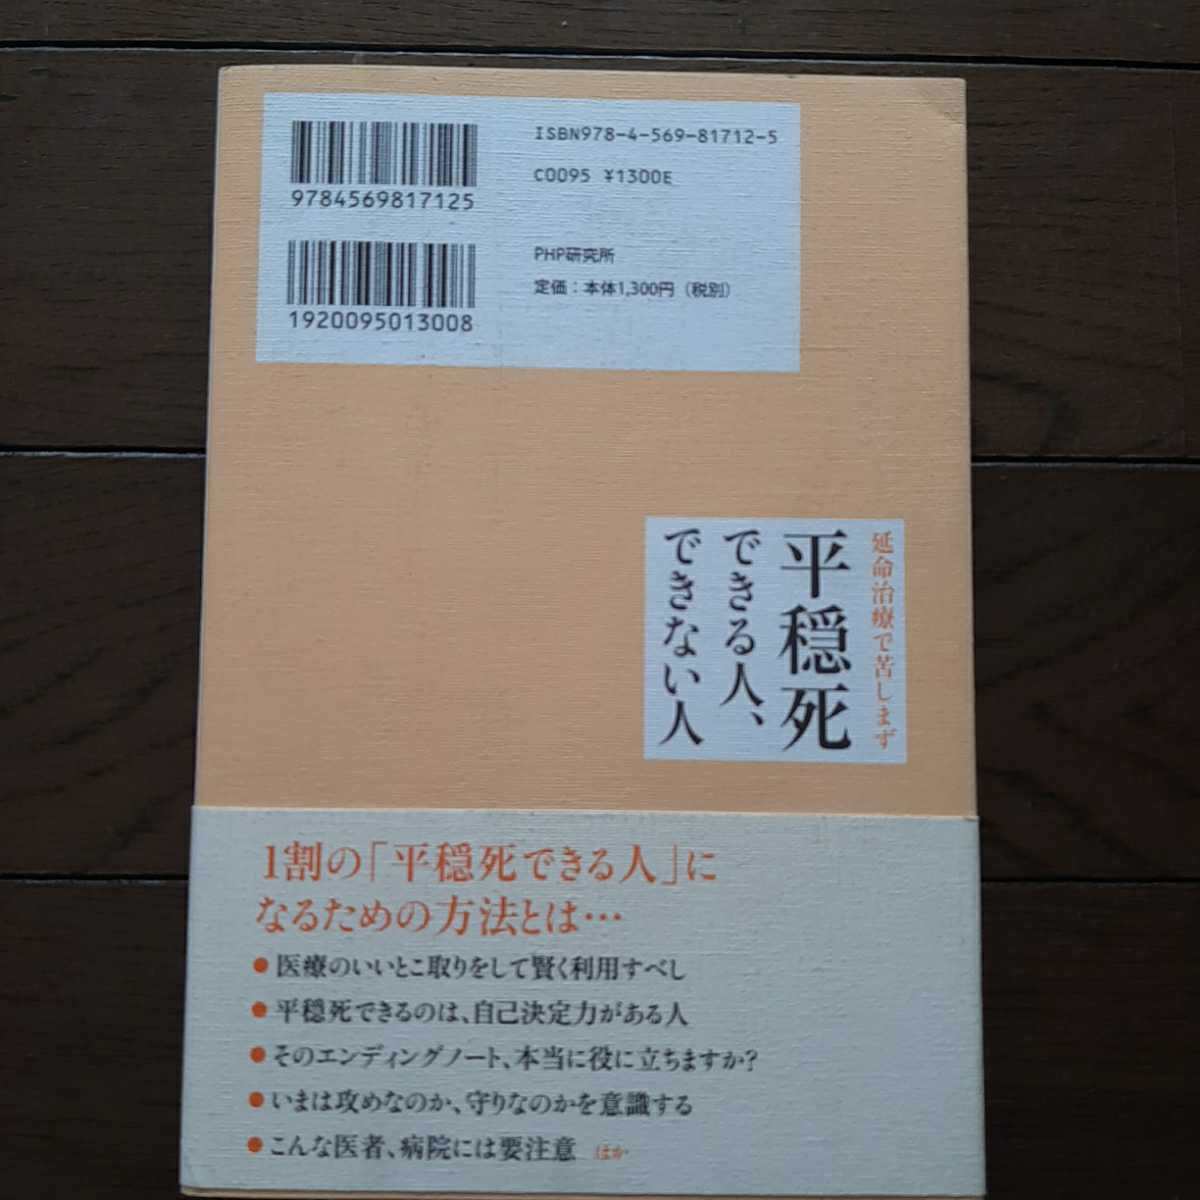 ISBN978-4-569-81712-5
C0095 ¥1300E
9784569817125
PHP研究所
定価：本体1,300円（税別）
1920095013008
延命治療で苦しまず
平穏死
できる人、
できない人
1割の「平穏死できる人」に
なるための方法とは…
●医療のいいとこ取りをして賢く利用すべし
●平穏死できるのは、自己決定力がある人
●そのエンディングノート、本当に役に立ちますか?
●いまは攻めなのか、守りなのかを意識する
●こんな医者、病院には要注意 ほか